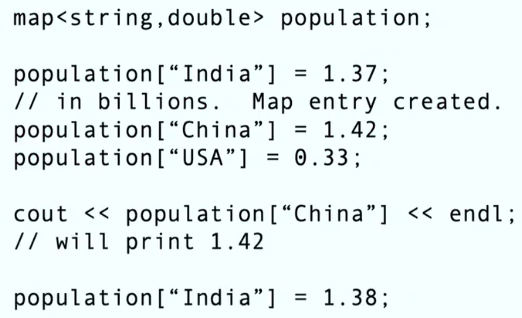 map<string,double> population;
population[“India”] = 1.37;
// in billions.  Map entry created.
population[“China”] = 1.42;
population[“USA”] = 0.33;
cout << population[“China”] << endl;
// will print 1.42
population[“India”] = 1.38;